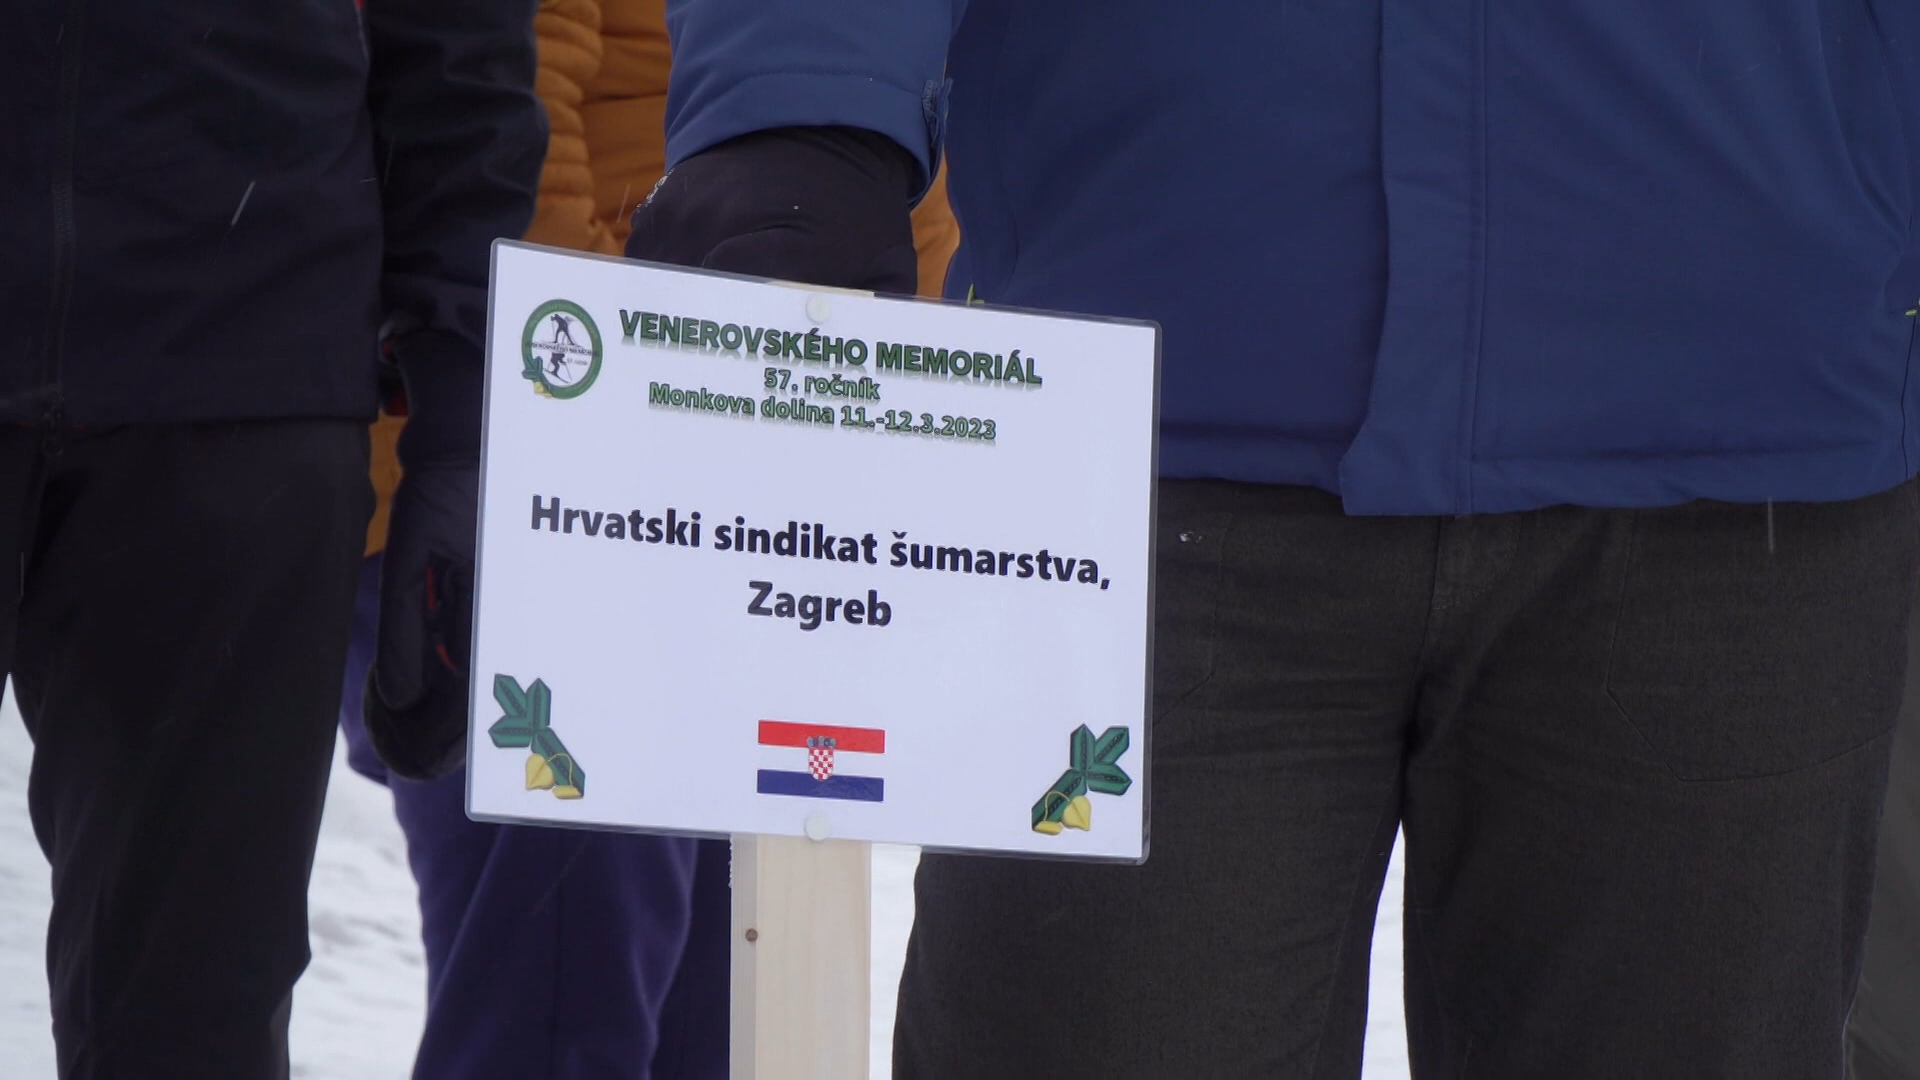 VENEROVSKÉHO MEMORIÁL
57. ročník
Monkova dolina 11.-12.3.2023
Hrvatski sindikat šumarstva,
Zagreb